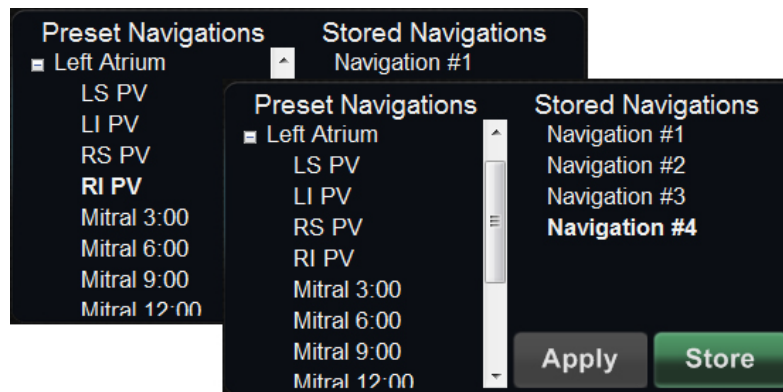 Preset Navigations
Stored Navigations
Left Atrium
Navigation #1
LS PV
LI PV
RS PV
RI PV
Mitral 3:00
Mitral 6:00
Mitral 9:00
Mitral 12:00
Preset Navigations
Stored Navigations
Left Atrium
Navigation #1
LS PV
Navigation #2
LI PV
Navigation #3
RS PV
Navigation #4
RI PV
Mitral 3:00
Mitral 6:00
Mitral 9:00
Mitral 12:00
Apply
Store